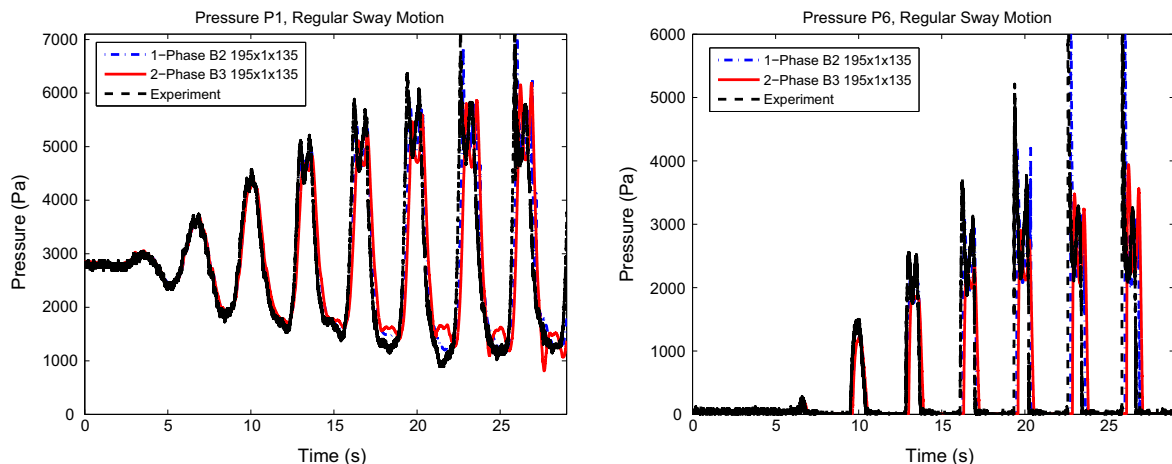 Pressure P1, Regular Sway Motion
7000
6000
5000
4000
3000
2000
1000
0
Pressure (Pa)
1−Phase B2 195x1x135
2−Phase B3 195x1x135
Experiment
0 5 10 15 20 25
Time (s)
Pressure P6, Regular Sway Motion
6000
5000
4000
3000
2000
1000
0
Pressure (Pa)
1−Phase B2 195x1x135
2−Phase B3 195x1x135
Experiment
0 5 10 15 20 25
Time (s)